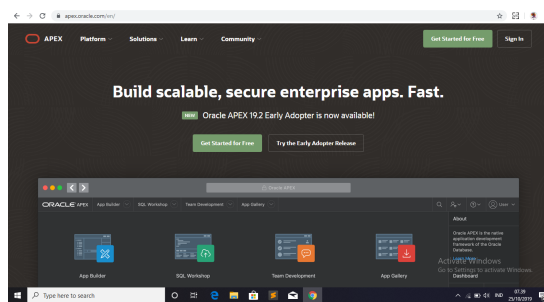 apex.oracle.com/en/
APEX Platform Solutions Learn Community Get Started for Free Sign In
Build scalable, secure enterprise apps. Fast.
NEW Oracle APEX 19.2 Early Adopter is now available!
Get Started for Free Try the Early Adopter Release
Oracle APEX
ORACLE APEX App Builder SQL Workshop Team Development App Gallery User
About
Oracle APEX is the native
application development
framework of the Oracle
Database.
Learn More
App Builder SQL Workshop Team Development App Gallery Dashboard
Activate Windows
Go to Settings to activate Windows.
Type here to search IND 07.39
25/10/2019